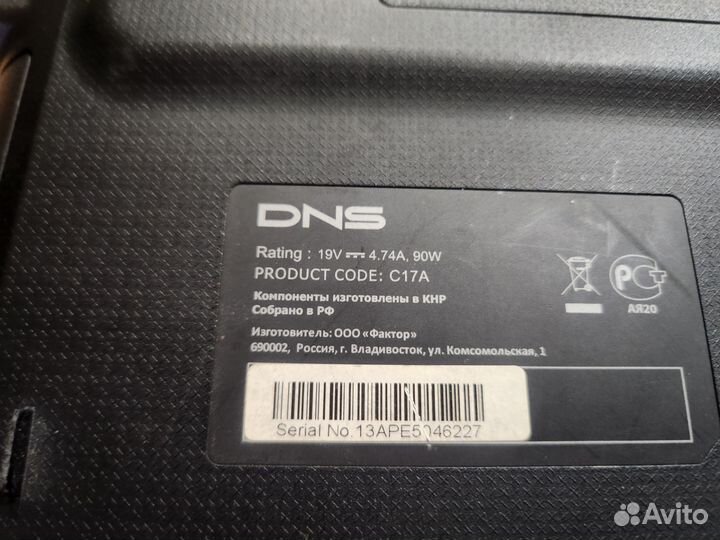 DNS
Rating : 19V ⎓ 4.74A, 90W
PRODUCT CODE: C17A
Компоненты изготовлены в КНР
Собрано в РФ
Изготовитель: ООО «Фактор»
690002, Россия, г. Владивосток, ул. Комсомольская, 1
РСТ
АЯ20
Serial No.13APE5046227
Avito